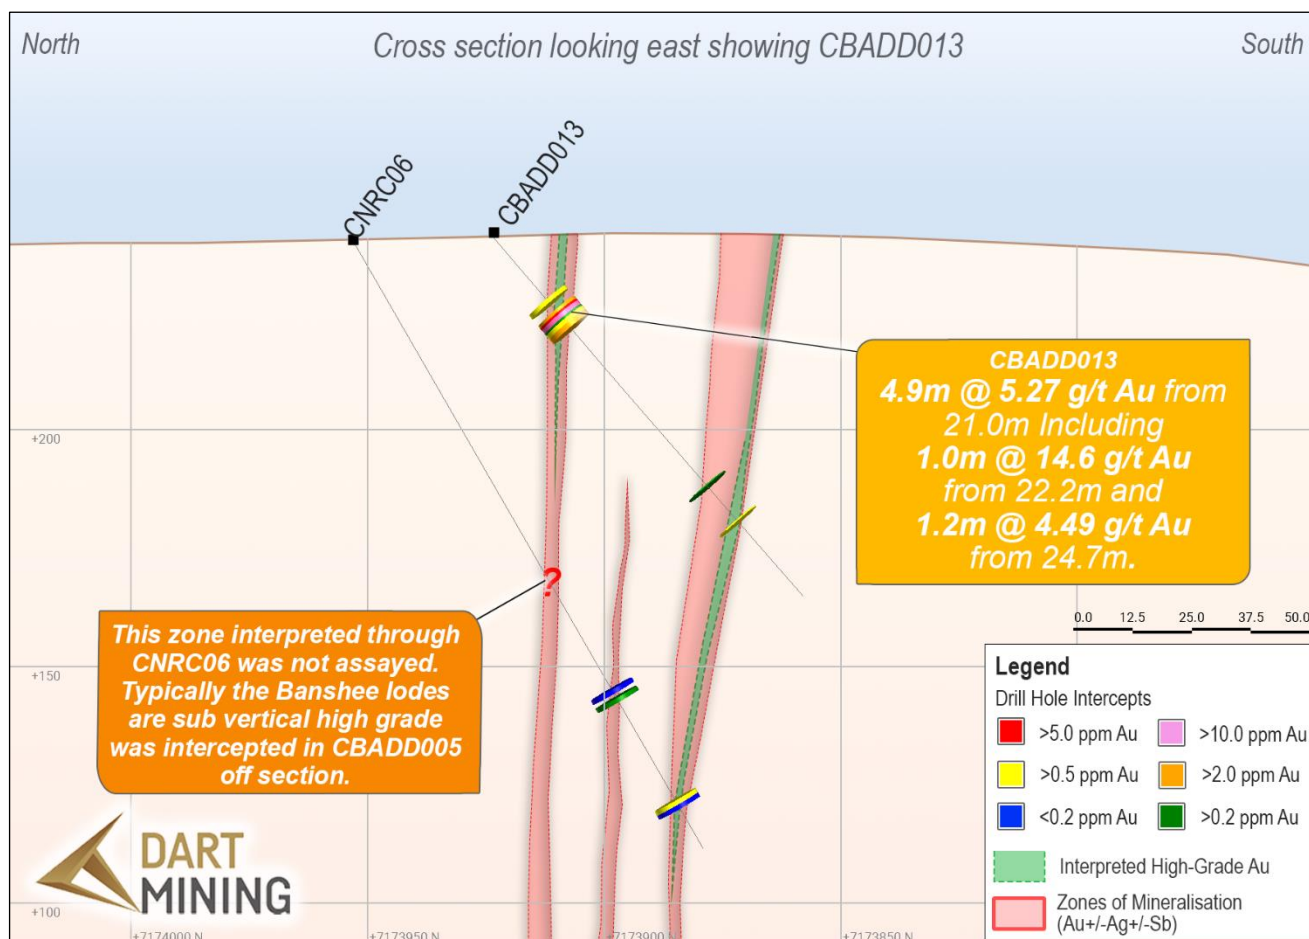 North
Cross section looking east showing CBADD013
South
CNRC06
CBADD013
CBADD013
4.9m @ 5.27 g/t Au from
21.0m Including
1.0m @ 14.6 g/t Au
from 22.2m and
1.2m @ 4.49 g/t Au
from 24.7m.
+200
?
This zone interpreted through
CNRC06 was not assayed.
Typically the Banshee lodes
are sub vertical high grade
was intercepted in CBADD005
off section.
0.0 12.5 25.0 37.5 50.0
+150
Legend
Drill Hole Intercepts
>5.0 ppm Au >10.0 ppm Au
>0.5 ppm Au >2.0 ppm Au
<0.2 ppm Au >0.2 ppm Au
Interpreted High-Grade Au
Zones of Mineralisation
(Au+/-Ag+/-Sb)
DART
MINING
+100
+7174000 N +7173950 N +7173900 N +7173850 N